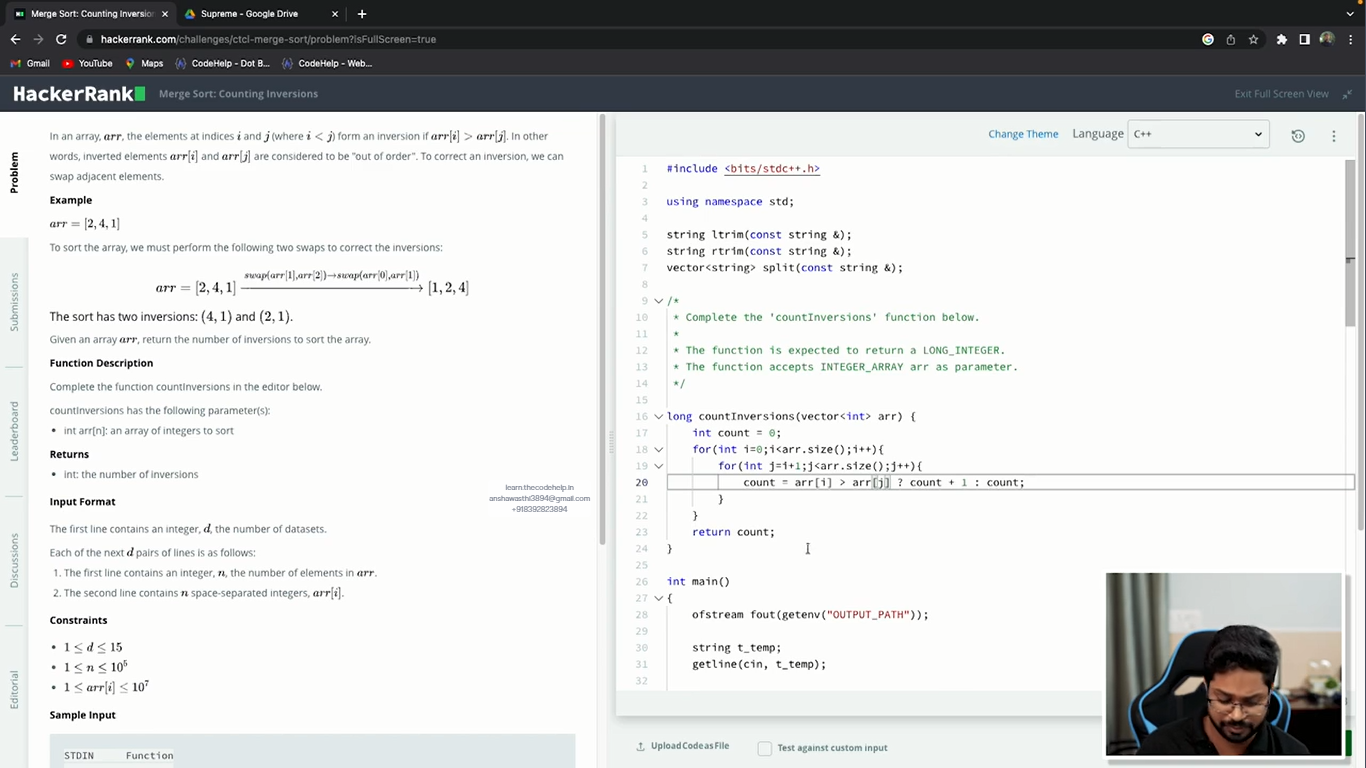 Merge Sort: Counting Inversion
Supreme - Google Drive
hackerrank.com/challenges/ctcl-merge-sort/problem?isFullScreen=true
Gmail
YouTube
Maps
CodeHelp - Dot B...
CodeHelp - Web...
HackerRank
Merge Sort: Counting Inversions
Exit Full Screen View
Problem
Submissions
Leaderboard
Discussions
Editorial
In an array, arr, the elements at indices i and j (where i < j) form an inversion if arr[i] > arr[j]. In other
words, inverted elements arr[i] and arr[j] are considered to be "out of order". To correct an inversion, we can
swap adjacent elements.
Example
arr = [2, 4, 1]
To sort the array, we must perform the following two swaps to correct the inversions:
swap(arr[1],arr[2])→swap(arr[0],arr[1])
arr = [2, 4, 1] → [1, 2, 4]
The sort has two inversions: (4, 1) and (2, 1).
Given an array arr, return the number of inversions to sort the array.
Function Description
Complete the function countInversions in the editor below.
countInversions has the following parameter(s):
• int arr[n]: an array of integers to sort
Returns
• int: the number of inversions
Input Format
The first line contains an integer, d, the number of datasets.
Each of the next d pairs of lines is as follows:
1. The first line contains an integer, n, the number of elements in arr.
2. The second line contains n space-separated integers, arr[i].
Constraints
• 1 ≤ d ≤ 15
• 1 ≤ n ≤ 10^5
• 1 ≤ arr[i] ≤ 10^7
Sample Input
STDIN Function
learn.thecodehelp.in
anshawasthi3894@gmail.com
+918392823894
Change Theme
Language
C++
1 #include <bits/stdc++.h>
2
3 using namespace std;
4
5 string ltrim(const string &);
6 string rtrim(const string &);
7 vector<string> split(const string &);
8
9 /*
10 * Complete the 'countInversions' function below.
11 *
12 * The function is expected to return a LONG_INTEGER.
13 * The function accepts INTEGER_ARRAY arr as parameter.
14 */
15
16 long countInversions(vector<int> arr) {
17 int count = 0;
18 for(int i=0;i<arr.size();i++){
19 for(int j=i+1;j<arr.size();j++){
20 count = arr[i] > arr[j] ? count + 1 : count;
21 }
22 }
23 return count;
24 }
25
26 int main()
27 {
28 ofstream fout(getenv("OUTPUT_PATH"));
29
30 string t_temp;
31 getline(cin, t_temp);
32
Upload Code as File
Test against custom input